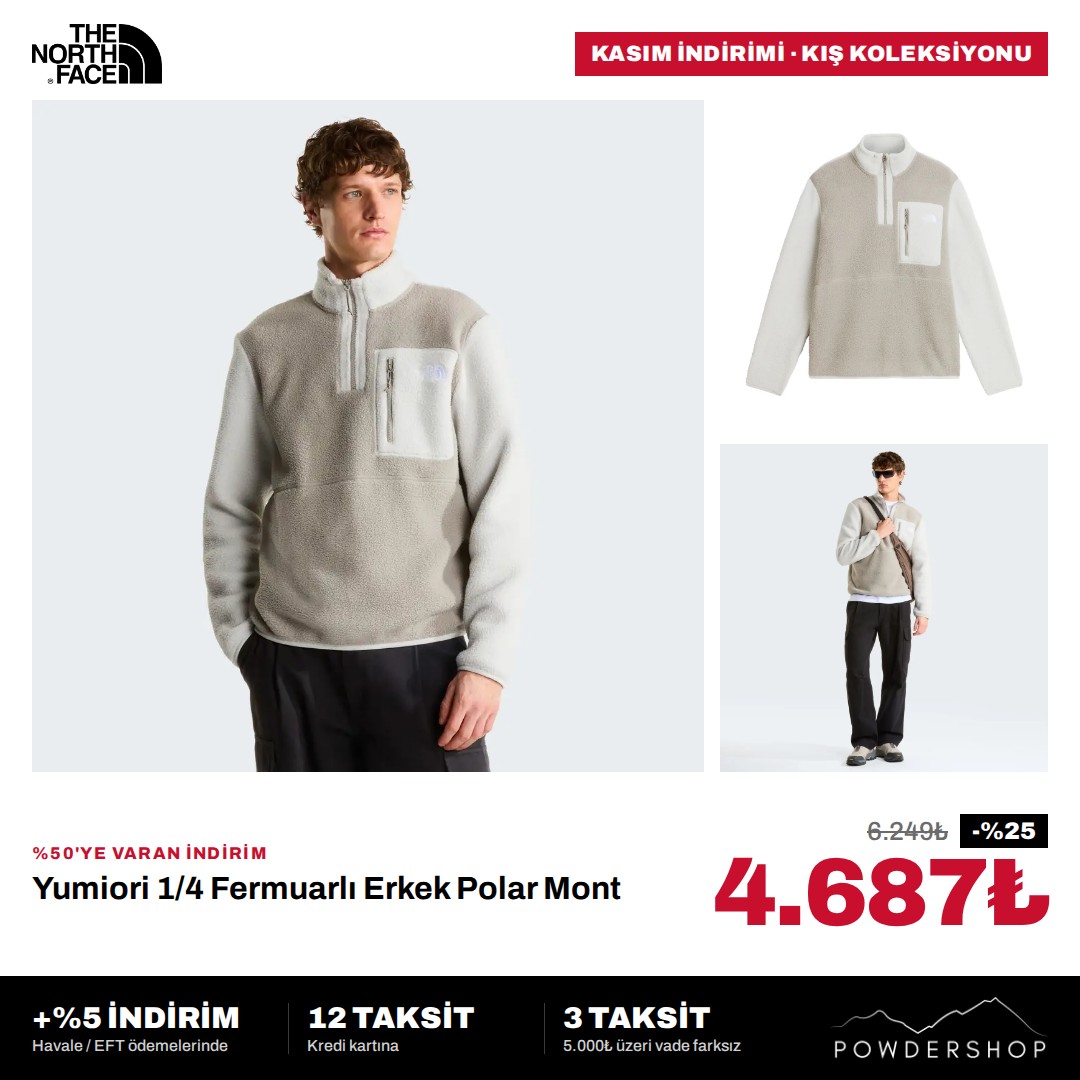 THE
NORTH
FACE
KASIM İNDİRİMİ · KIŞ KOLEKSİYONU
%50'YE VARAN İNDİRİM
Yumiori 1/4 Fermuarlı Erkek Polar Mont
6.249₺
-%25
4.687₺
+%5 İNDİRİM
Havale / EFT ödemelerinde
12 TAKSİT
Kredi kartına
3 TAKSİT
5.000₺ üzeri vade farksız
POWDERSHOP